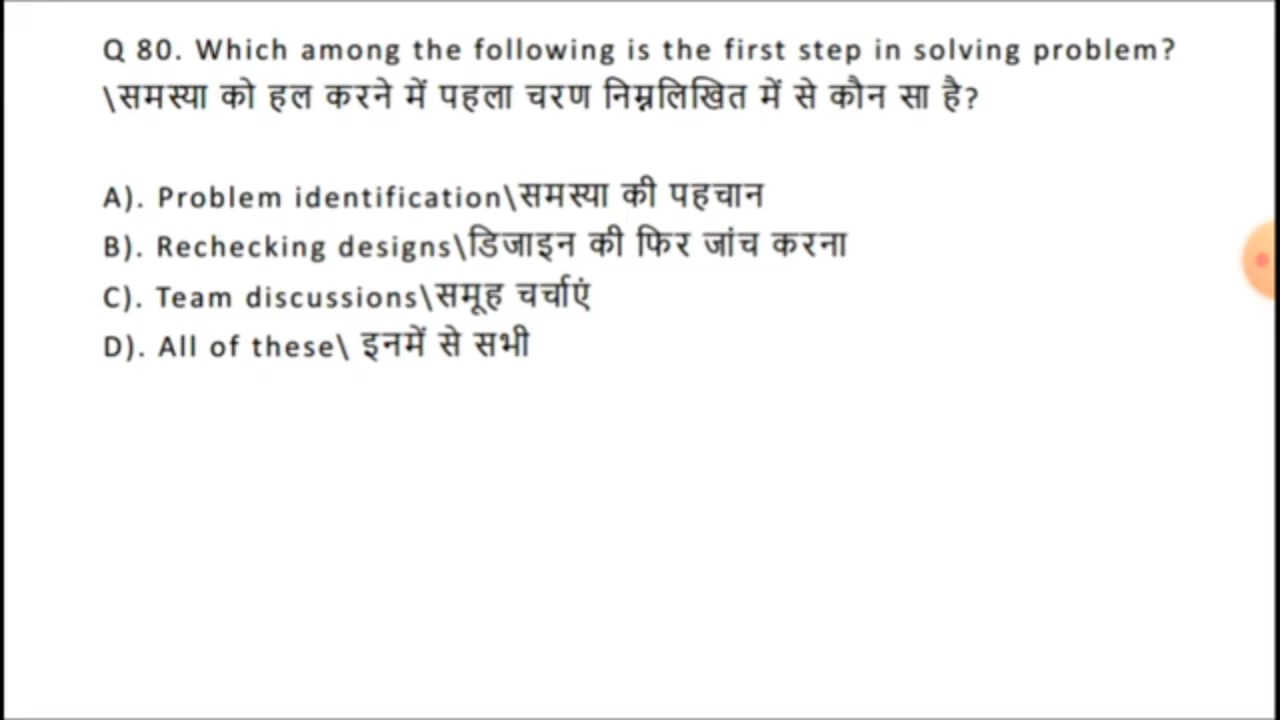 Q 80. Which among the following is the first step in solving problem?
\समस्या को हल करने में पहला चरण निम्नलिखित में से कौन सा है?
A). Problem identification\समस्या की पहचान
B). Rechecking designs\डिजाइन की फिर जांच करना
C). Team discussions\समूह चर्चाएं
D). All of these\ इनमें से सभी